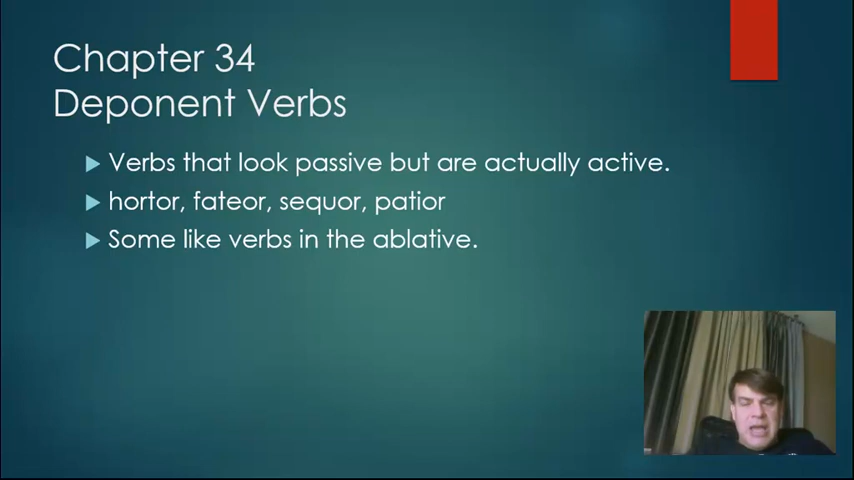 Chapter 34
Deponent Verbs
Verbs that look passive but are actually active.
hortor, fateor, sequor, patior
Some like verbs in the ablative.